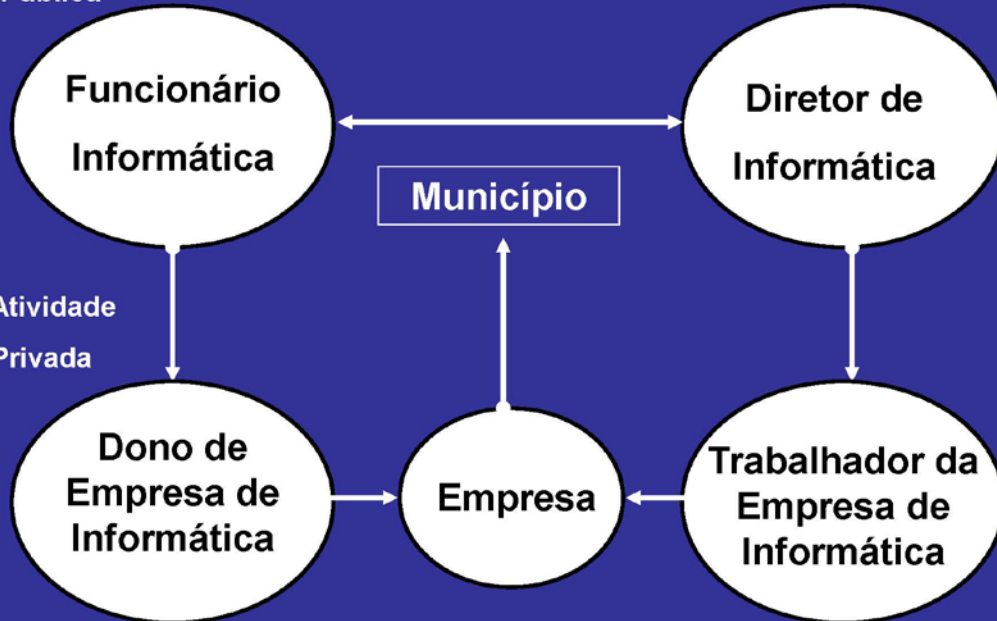 Funcionário
Informática
Diretor de
Informática
Município
Atividade
Privada
Dono de
Empresa de
Informática
Empresa
Trabalhador da
Empresa de
Informática